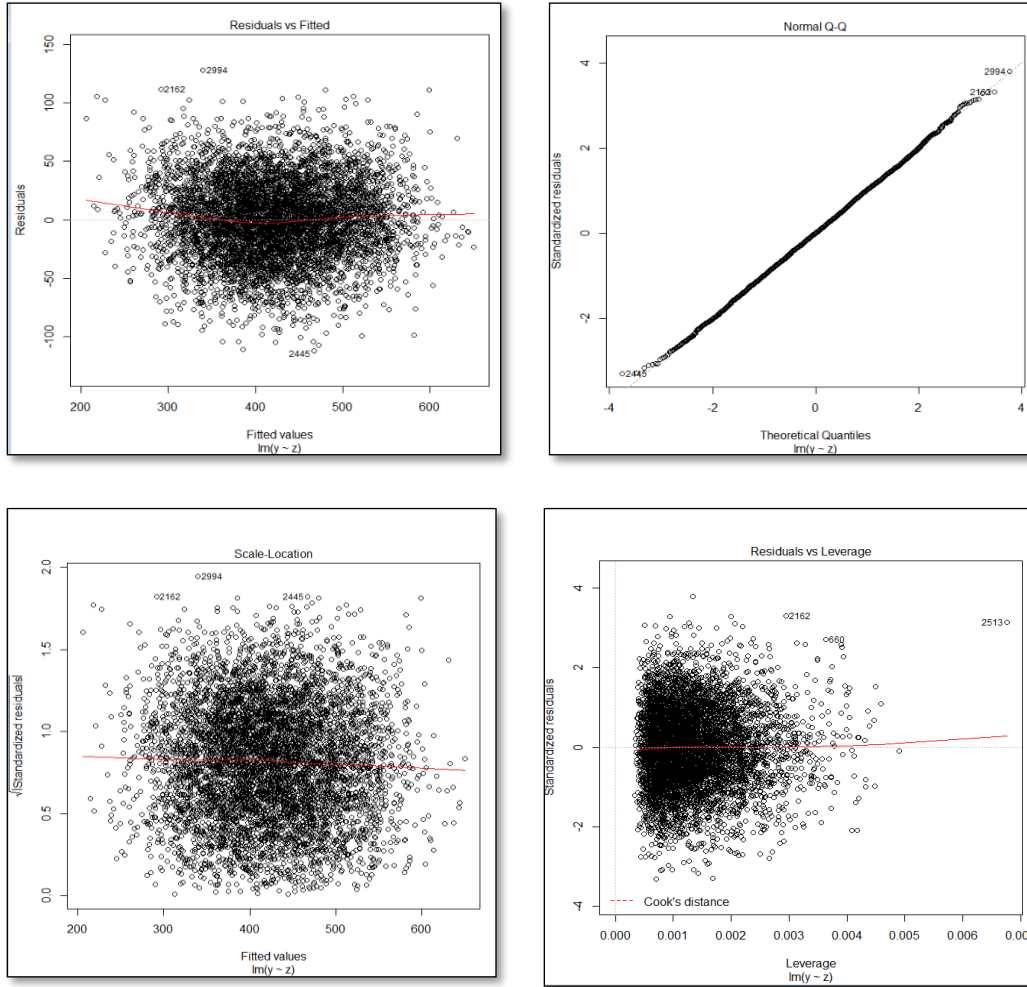 Residuals vs Fitted
Residuals
150
100
50
0
-50
-100
2994
2162
2445
200 300 400 500 600
Fitted values
lm(y ~ z)
Normal Q-Q
Standardized residuals
4
2
0
-2
2994
2162
2445
-4 -2 0 2 4
Theoretical Quantiles
lm(y ~ z)
Scale-Location
√|Standardized residuals|
2.0
1.5
1.0
0.5
0.0
2994
2162
2445
200 300 400 500 600
Fitted values
lm(y ~ z)
Residuals vs Leverage
Standardized residuals
4
2
0
-2
-4
2162
660
2513
Cook's distance
0.000 0.001 0.002 0.003 0.004 0.005 0.006 0.00
Leverage
lm(y ~ z)